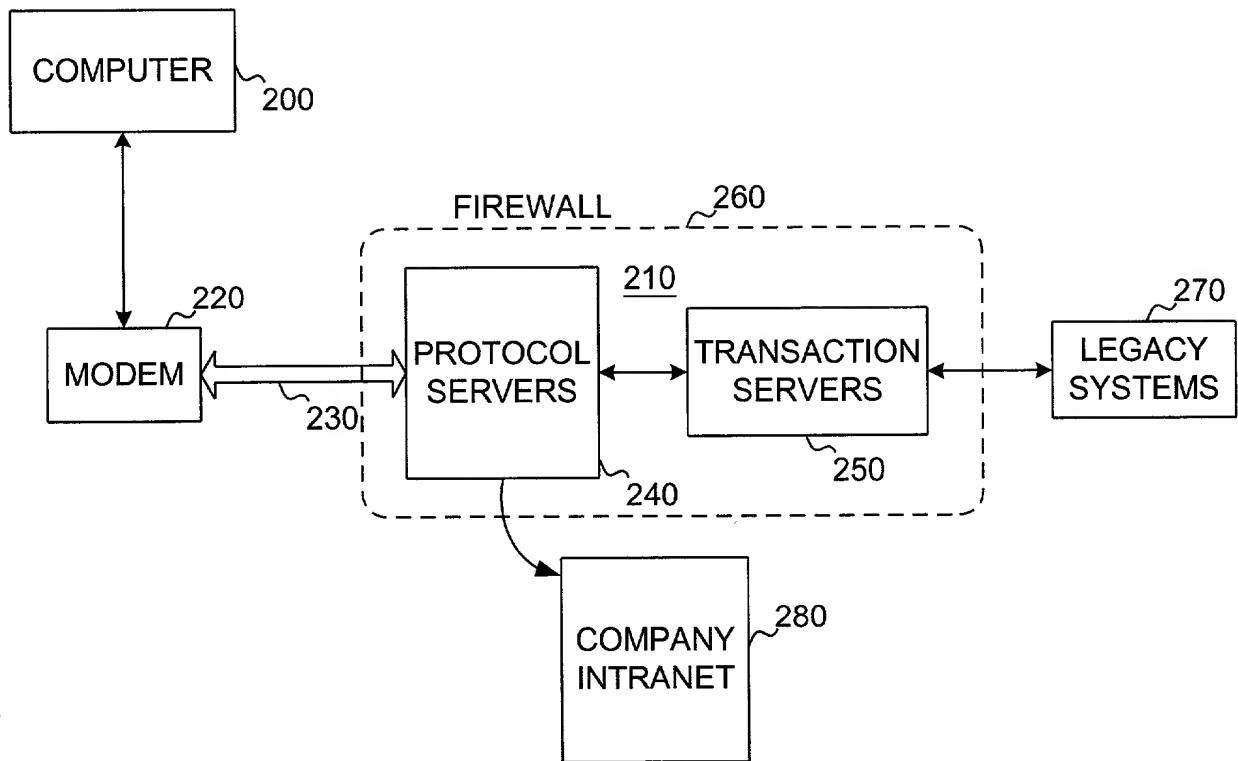 COMPUTER
200
FIREWALL
260
210
220
MODEM
230
PROTOCOL
SERVERS
240
TRANSACTION
SERVERS
250
270
LEGACY
SYSTEMS
COMPANY
INTRANET
280